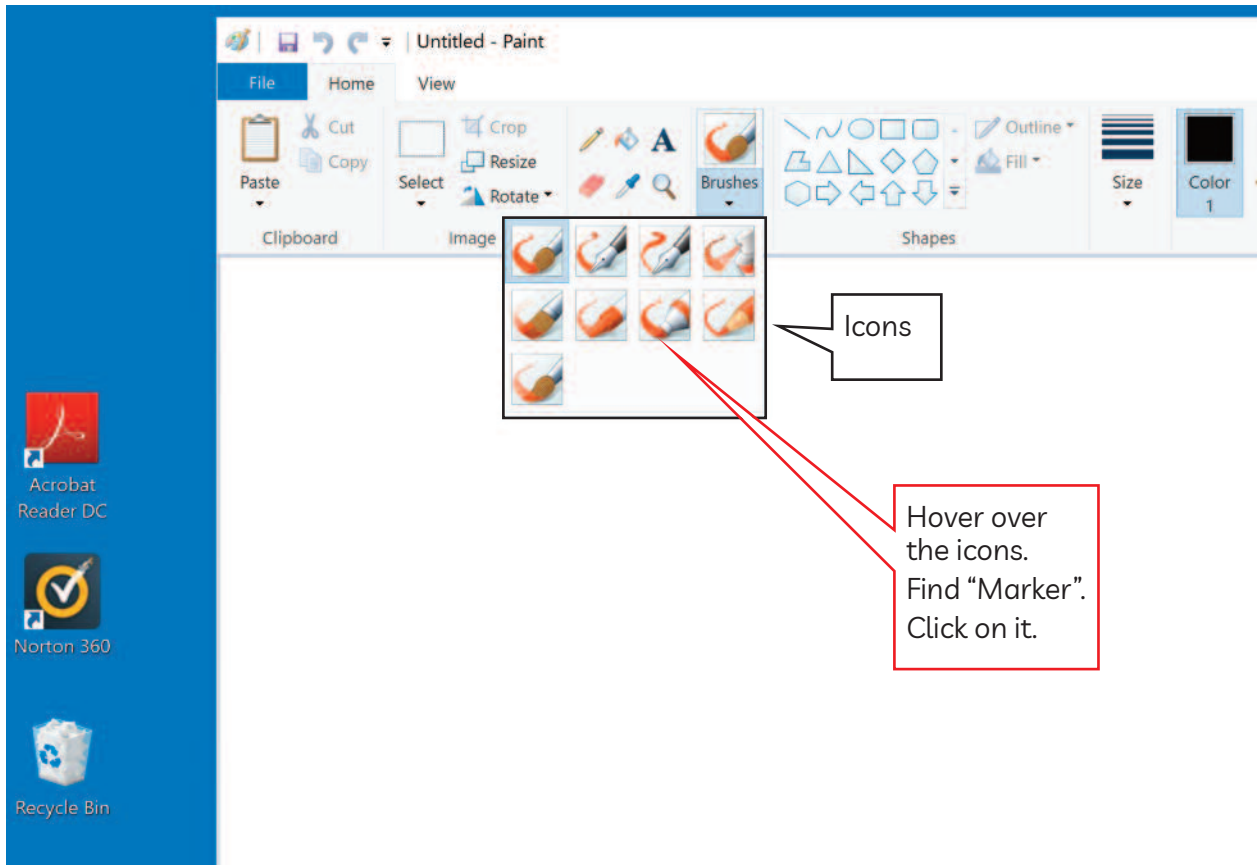 Untitled - Paint
File Home View
Cut
Copy
Paste
Crop
Resize
Rotate
Select
A
Brushes
Outline
Fill
Size
Color
1
Clipboard
Image
Shapes
Icons
Hover over
the icons.
Find “Marker”.
Click on it.
Acrobat
Reader DC
Norton 360
Recycle Bin